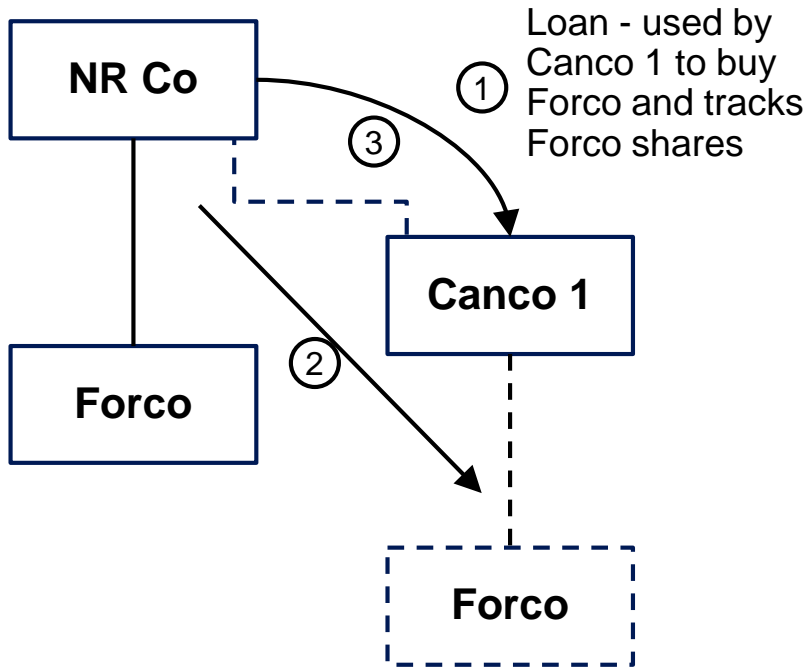 Loan - used by
NR Co
1
Canco 1 to buy
Forco and tracks
3
Forco shares
Canco 1
2
Forco
Forco